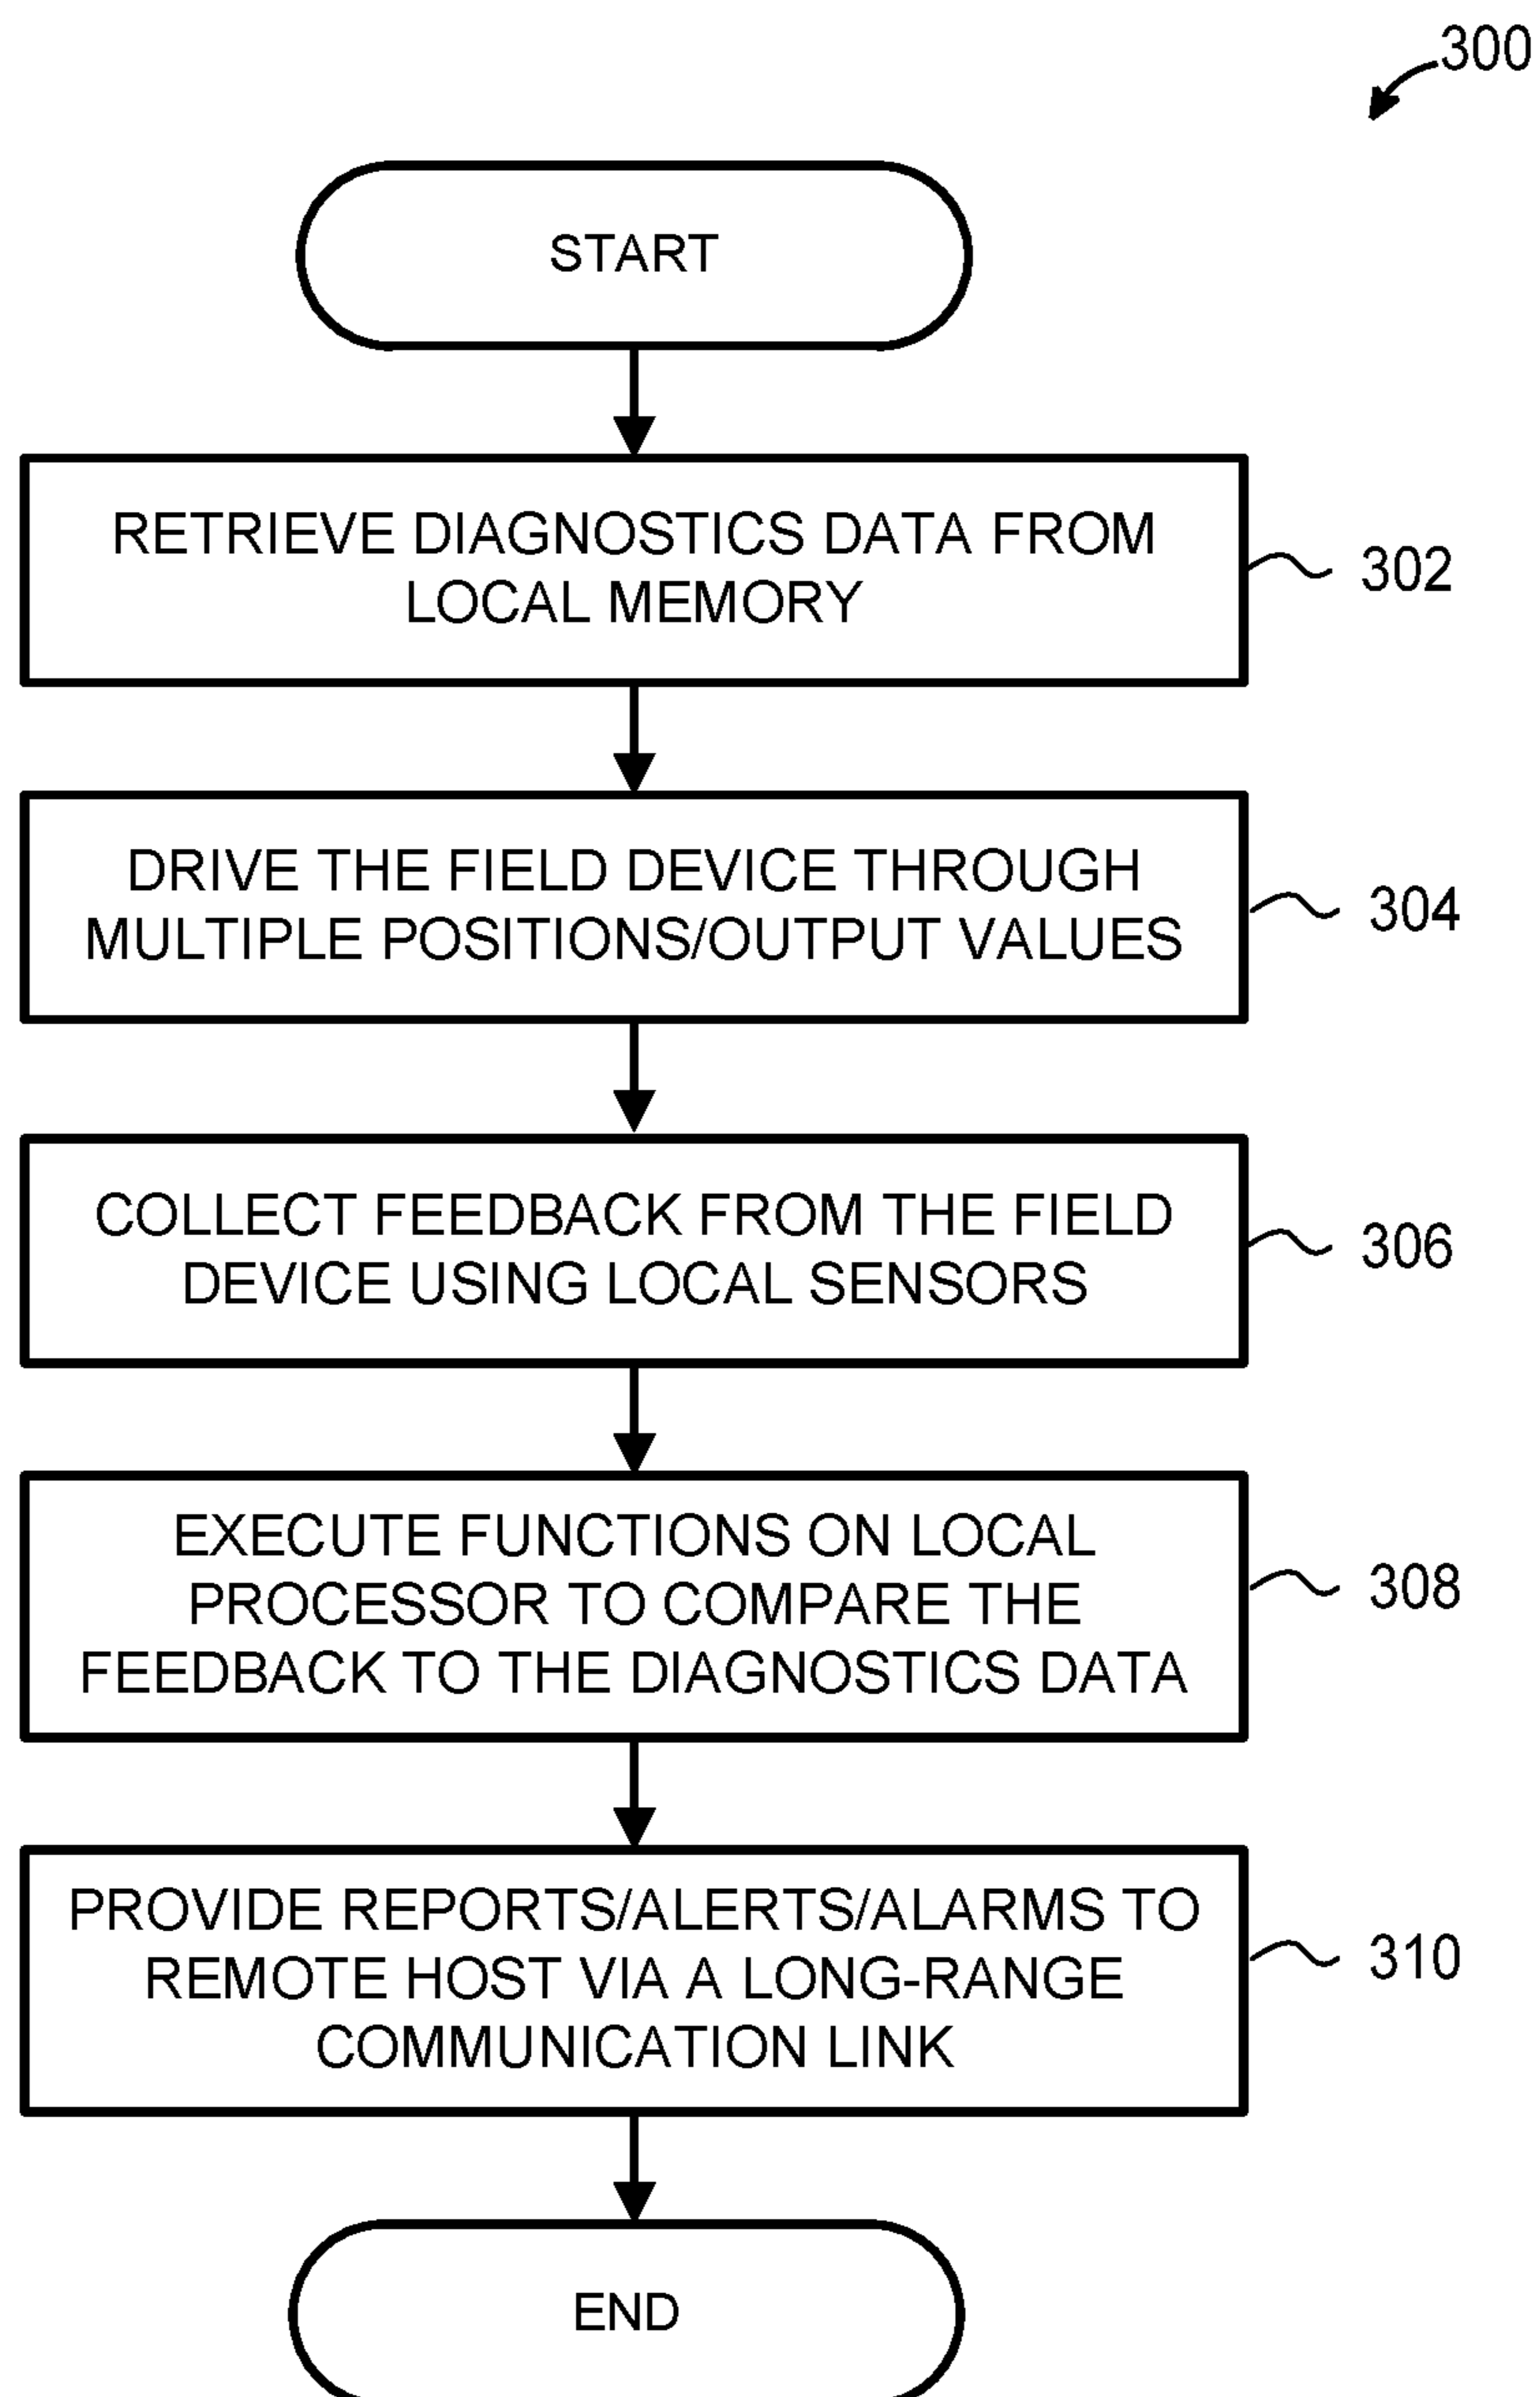 300
START
RETRIEVE DIAGNOSTICS DATA FROM
LOCAL MEMORY
302
DRIVE THE FIELD DEVICE THROUGH
MULTIPLE POSITIONS/OUTPUT VALUES
304
COLLECT FEEDBACK FROM THE FIELD
DEVICE USING LOCAL SENSORS
306
EXECUTE FUNCTIONS ON LOCAL
PROCESSOR TO COMPARE THE
FEEDBACK TO THE DIAGNOSTICS DATA
308
PROVIDE REPORTS/ALERTS/ALARMS TO
REMOTE HOST VIA A LONG-RANGE
COMMUNICATION LINK
310
END